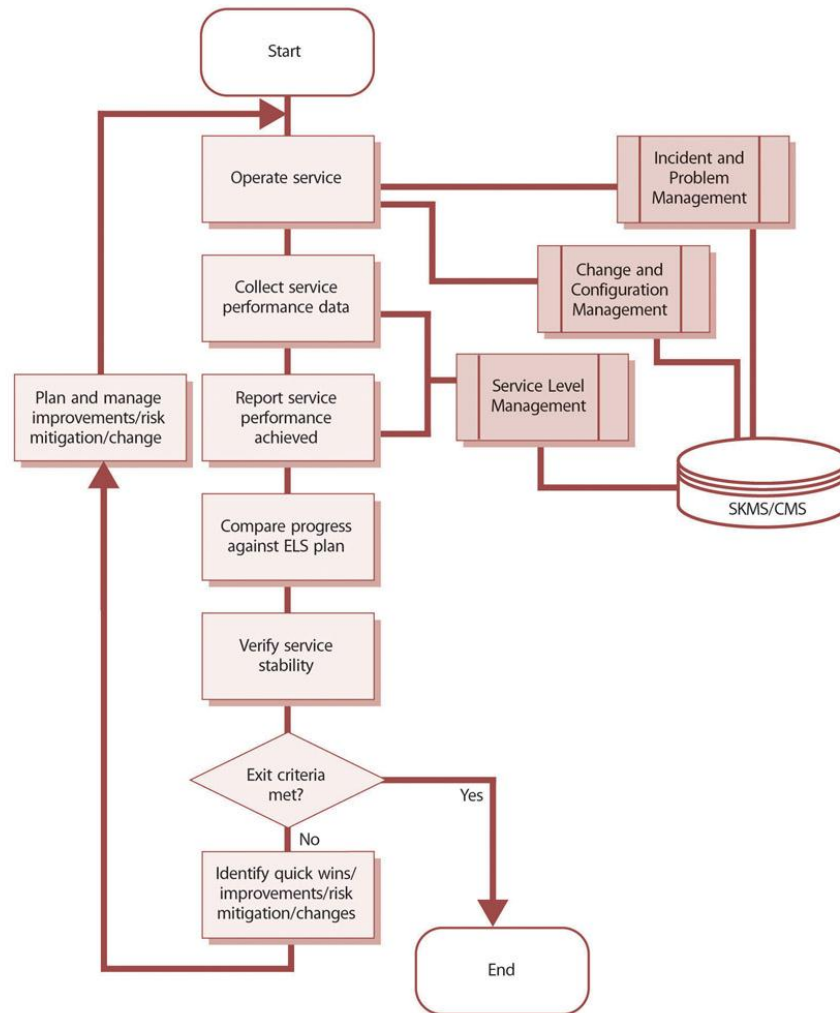 Start
Operate service
Incident and
Problem
Management
Collect service
performance data
Change and
Configuration
Management
Plan and manage
improvements/risk
mitigation/change
Report service
performance
achieved
Service Level
Management
SKMS/CMS
Compare progress
against ELS plan
Verify service
stability
Exit criteria
met?
Yes
No
Identify quick wins/
improvements/risk
mitigation/changes
End